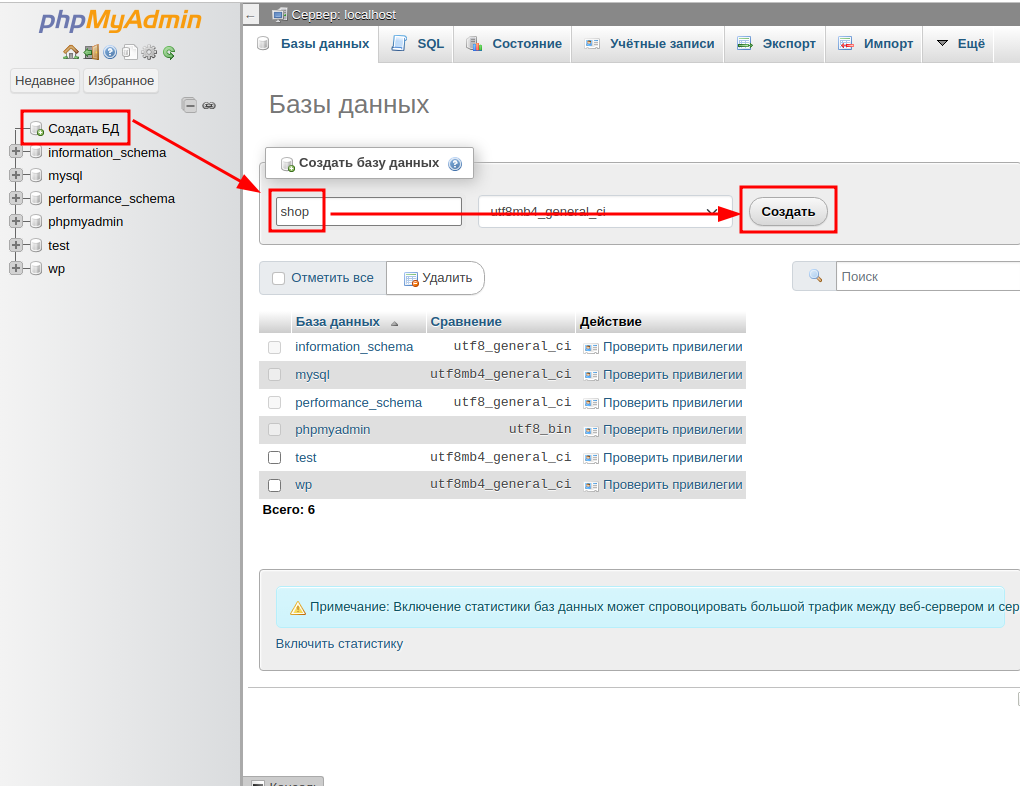 phpMyAdmin
Недавнее Избранное
Создать БД
information_schema
mysql
performance_schema
phpmyadmin
test
wp
Сервер: localhost
Базы данных SQL Состояние Учётные записи Экспорт Импорт Ещё
Базы данных
Создать базу данных
shop utf8mb4_general_ci Создать
Отметить все Удалить Поиск
База данных Сравнение Действие
information_schema utf8_general_ci Проверить привилегии
mysql utf8mb4_general_ci Проверить привилегии
performance_schema utf8_general_ci Проверить привилегии
phpmyadmin utf8_bin Проверить привилегии
test utf8mb4_general_ci Проверить привилегии
wp utf8mb4_general_ci Проверить привилегии
Всего: 6
Примечание: Включение статистики баз данных может спровоцировать большой трафик между веб-сервером и сер
Включить статистику
Консоль